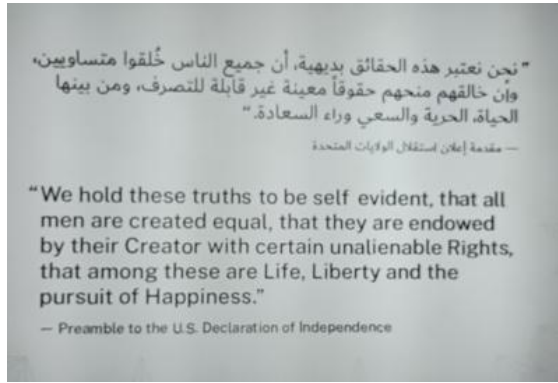 "نحن نعتبر هذه الحقائق بديهية، أن جميع الناس خُلقوا متساويين،
وإن خالقهم منحهم حقوقاً معينة غير قابلة للتصرف، ومن بينها
الحياة، الحرية والسعي وراء السعادة."
— مقدمة إعلان استقلال الولايات المتحدة
“We hold these truths to be self evident, that all
men are created equal, that they are endowed
by their Creator with certain unalienable Rights,
that among these are Life, Liberty and the
pursuit of Happiness.”
— Preamble to the U.S. Declaration of Independence